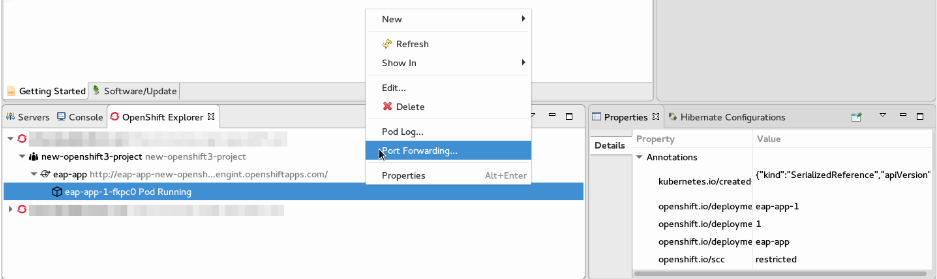 New
Refresh
Show In
Edit...
Delete
Pod Log...
Port Forwarding...
Properties Alt+Enter
Getting Started Software/Update
Servers Console OpenShift Explorer
new-openshift3-project new-openshift3-project
eap-app http://eap-app-new-openshift3-proje...engint.openshiftapps.com/
eap-app-1-fkpc0 Pod Running
Properties Hibernate Configurations
Details
Property Value
Annotations
kubernetes.io/created- {"kind":"SerializedReference","apiVersion"
openshift.io/deployme eap-app-1
openshift.io/deployme 1
openshift.io/deployme eap-app
openshift.io/scc restricted